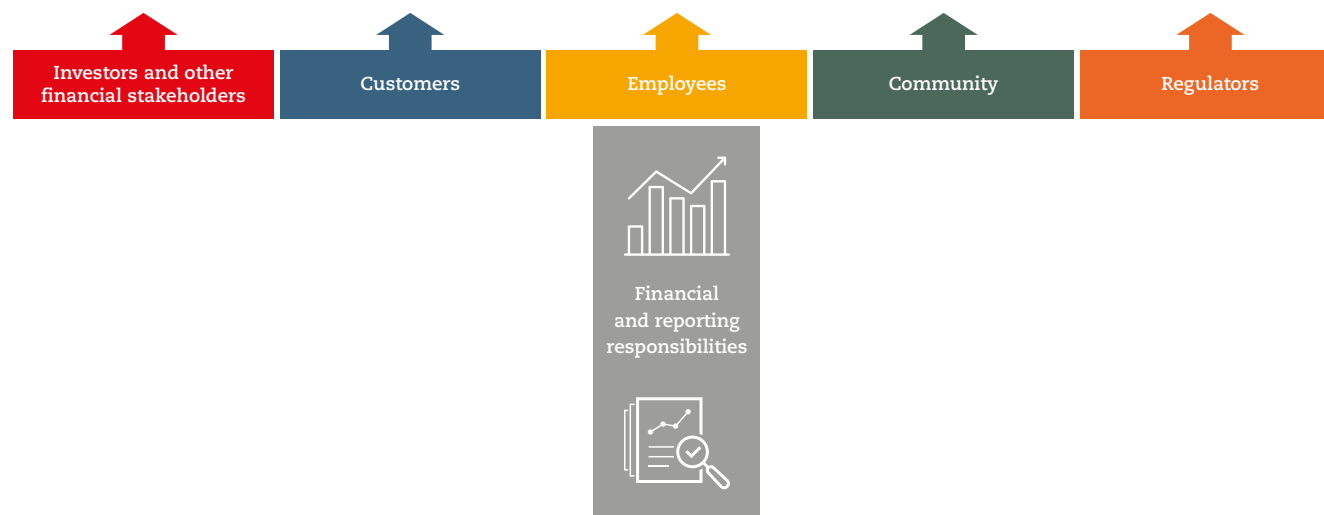 Investors and other
financial stakeholders
Customers
Employees
Community
Regulators
Financial
and reporting
responsibilities